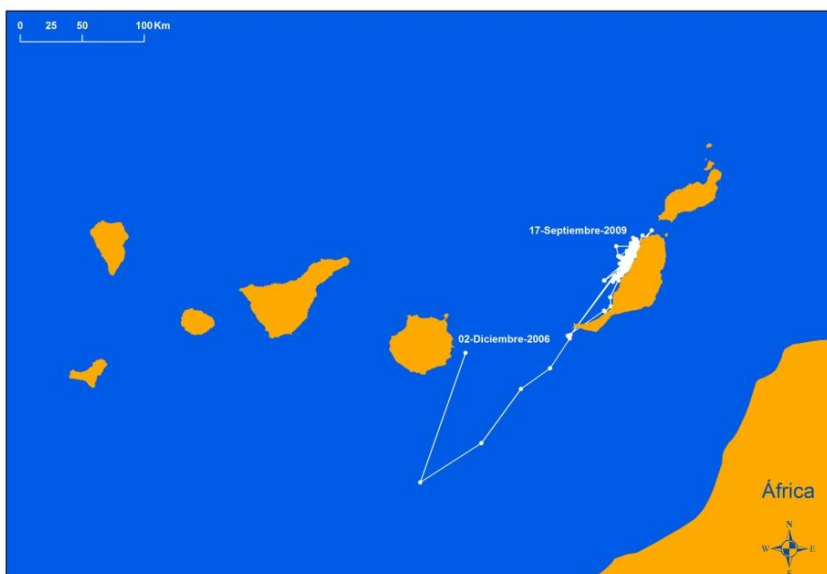 0 25 50 100 Km
17-Septiembre-2009
02-Diciembre-2006
África
N
W E
S